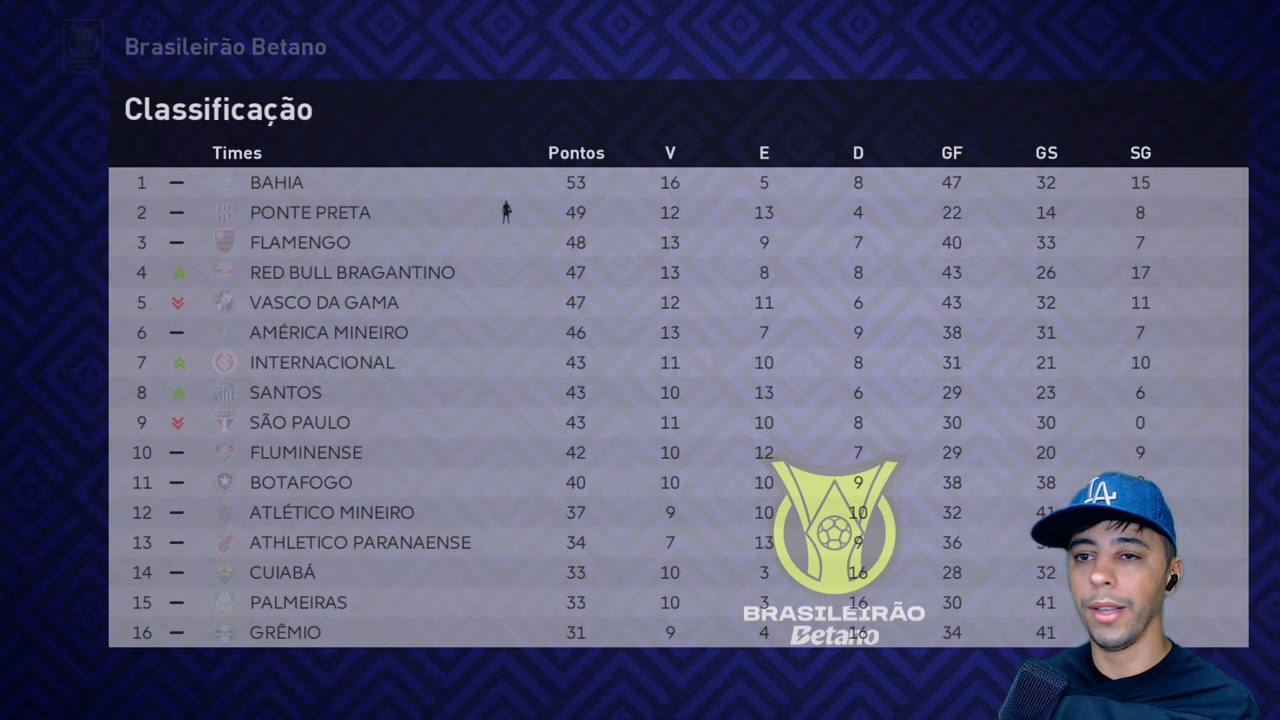 Brasileirão Betano
Classificação
Times Pontos V E D GF GS SG
1 BAHIA 53 16 5 8 47 32 15
2 PONTE PRETA 49 12 13 4 22 14 8
3 FLAMENGO 48 13 9 7 40 33 7
4 RED BULL BRAGANTINO 47 13 8 8 43 26 17
5 VASCO DA GAMA 47 12 11 6 43 32 11
6 AMÉRICA MINEIRO 46 13 7 9 38 31 7
7 INTERNACIONAL 43 11 10 8 31 21 10
8 SANTOS 43 10 13 6 29 23 6
9 SÃO PAULO 43 11 10 8 30 30 0
10 FLUMINENSE 42 10 12 7 29 20 9
11 BOTAFOGO 40 10 10 9 38 38
12 ATLÉTICO MINEIRO 37 9 10 10 32
13 ATHLETICO PARANAENSE 34 7 13 9 36
14 CUIABÁ 33 10 3 16 28 32
15 PALMEIRAS 33 10 3 16 30 41
16 GRÊMIO 31 9 4 16 34 41
BRASILEIRÃO
Betano
LA